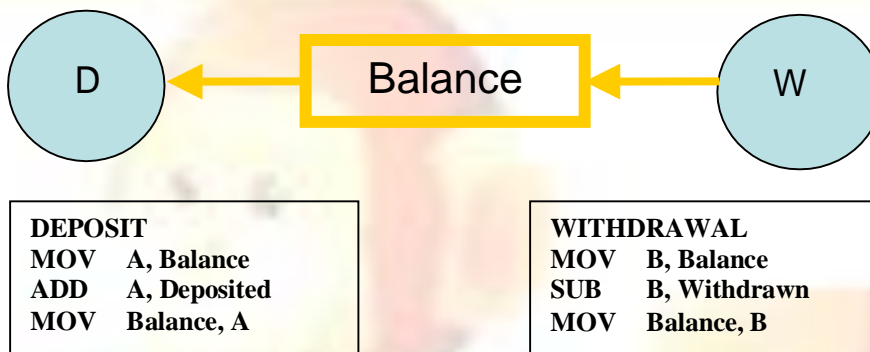 D
Balance
W
DEPOSIT
MOV A, Balance
ADD A, Deposited
MOV Balance, A
WITHDRAWAL
MOV B, Balance
SUB B, Withdrawn
MOV Balance, B